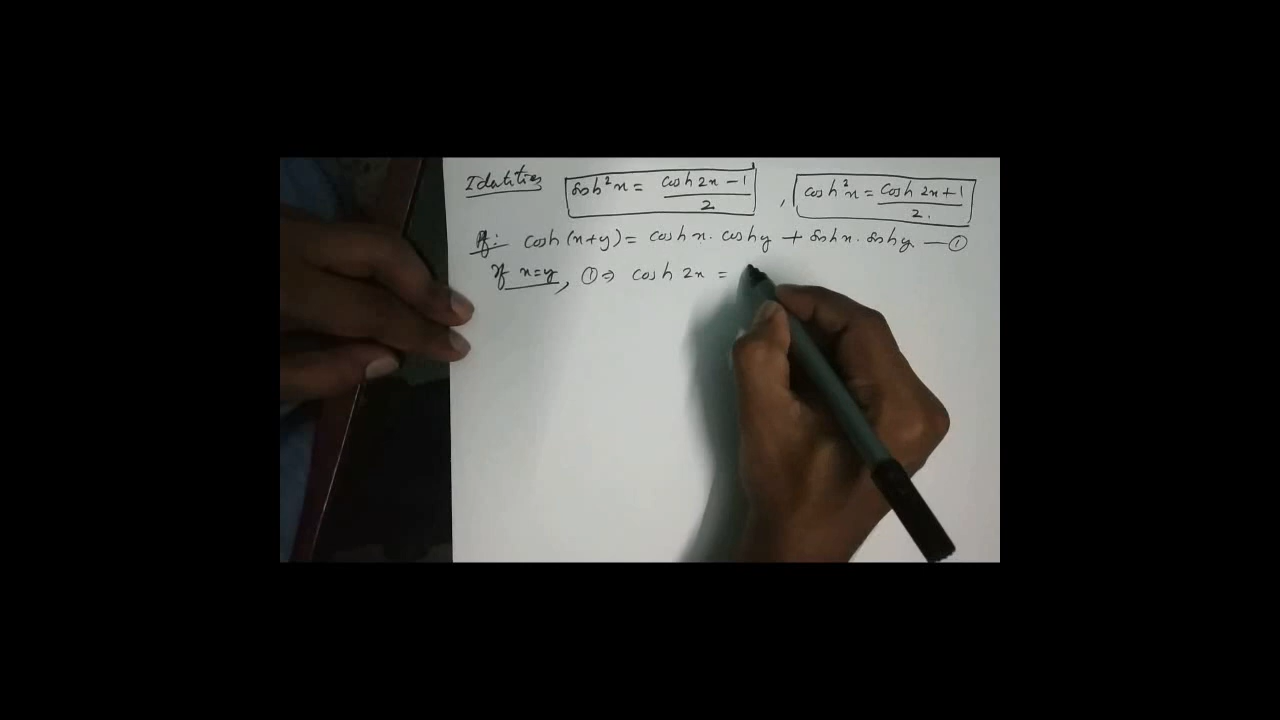 Identities sinh²x = cosh 2x − 1 / 2 , cosh²x = cosh 2x + 1 / 2.
Pf: cosh(x+y) = cosh x. cosh y + sinh x. sinh y — ①
If x=y, ① ⇒ cosh 2x =